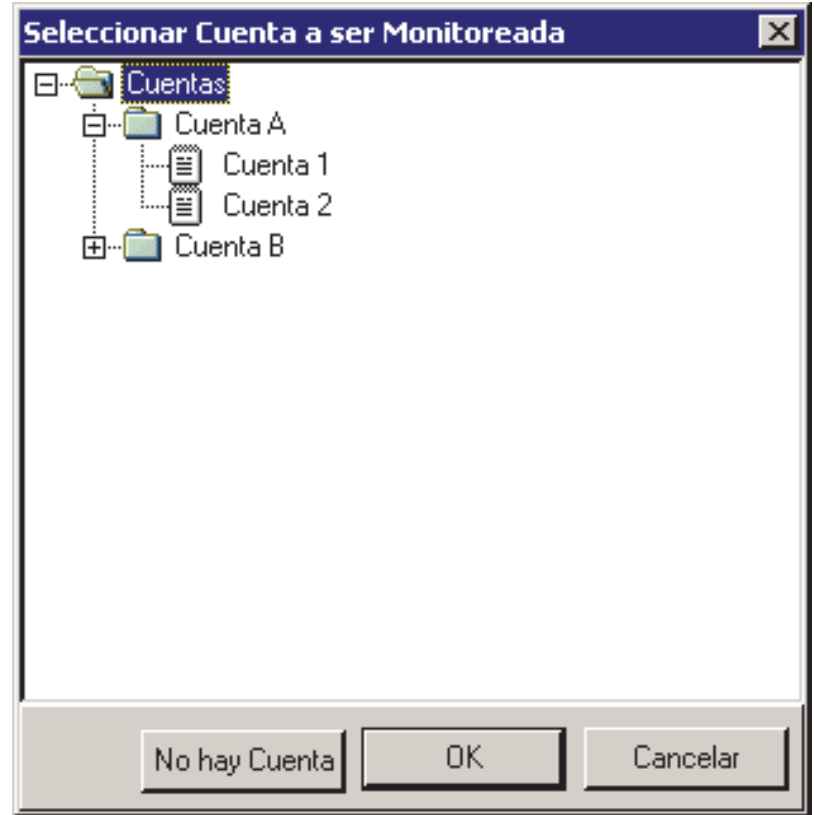 Seleccionar Cuenta a ser Monitoreada
Cuentas
Cuenta A
Cuenta 1
Cuenta 2
Cuenta B
No hay Cuenta OK Cancelar